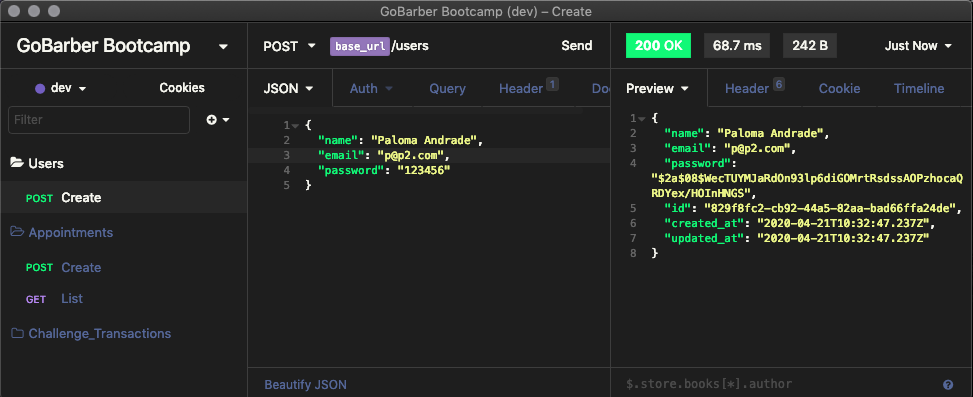 GoBarber Bootcamp (dev) – Create
GoBarber Bootcamp
dev
Cookies
Filter
Users
POST Create
Appointments
POST Create
GET List
Challenge_Transactions
POST base_url/users Send
JSON Auth Query Header 1 Doc
1 {
2 "name": "Paloma Andrade",
3 "email": "p@p2.com",
4 "password": "123456"
5 }
Beautify JSON
200 OK 68.7 ms 242 B Just Now
Preview Header 6 Cookie Timeline
1 {
2 "name": "Paloma Andrade",
3 "email": "p@p2.com",
4 "password":
"$2a$08$WecTUYMJaRdOn93lp6diGOMrtRsdssAOPzhocaQ
RDYex/HOInHNGS",
5 "id": "829f8fc2-cb92-44a5-82aa-bad66ffa24de",
6 "created_at": "2020-04-21T10:32:47.237Z",
7 "updated_at": "2020-04-21T10:32:47.237Z"
8 }
$.store.books[*].author